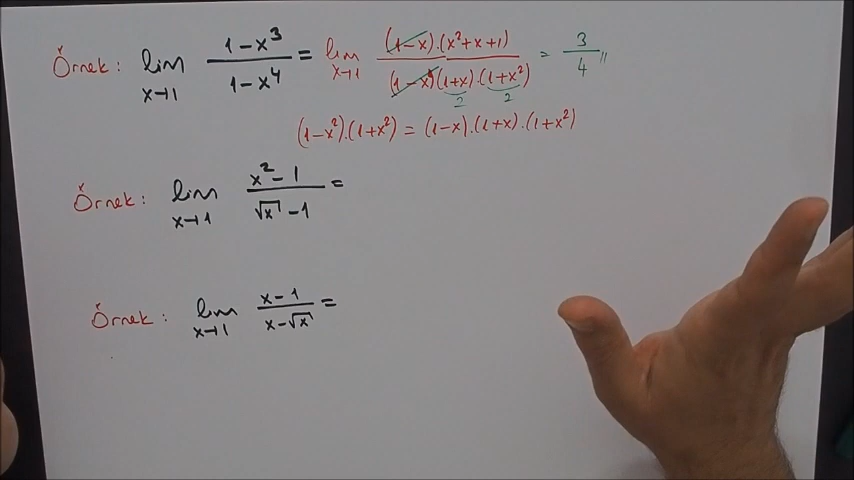 Örnek: lim x→1 (1-x³)/(1-x⁴) = lim x→1 ((1-x).(x²+x+1))/((1-x)(1+x).(1+x²)) = 3/4 //
2 2
(1-x²).(1+x²) = (1-x).(1+x).(1+x²)
Örnek: lim x→1 (x²-1)/(√x-1) =
Örnek: lim x→1 (x-1)/(x-√x) =